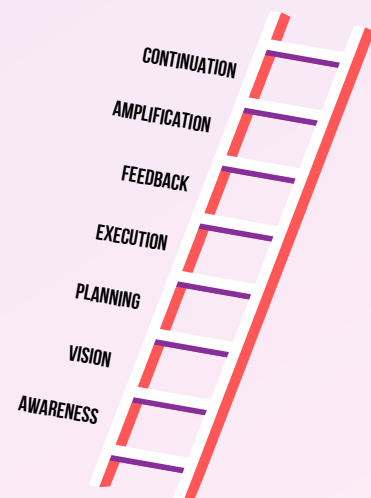 CONTINUATION
AMPLIFICATION
FEEDBACK
EXECUTION
PLANNING
VISION
AWARENESS